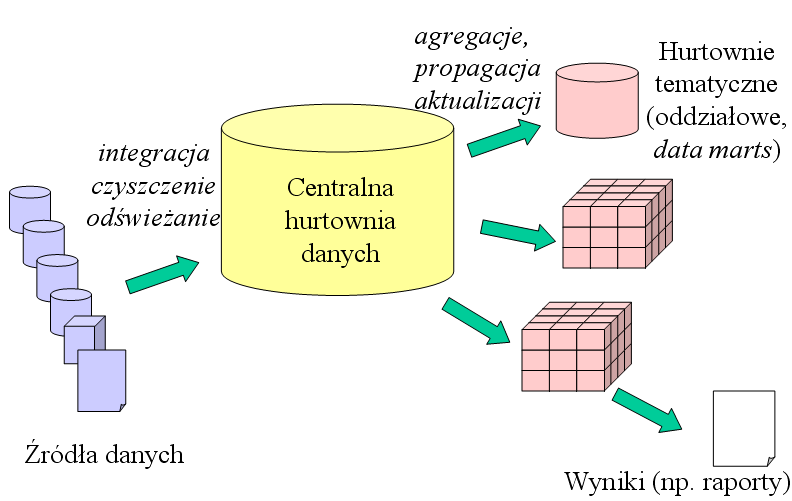 agregacje,
propagacja
aktualizacji
Hurtownie
tematyczne
(oddziałowe,
data marts)
integracja
czyszczenie
odświeżanie
Centralna
hurtownia
danych
Źródła danych
Wyniki (np. raporty)